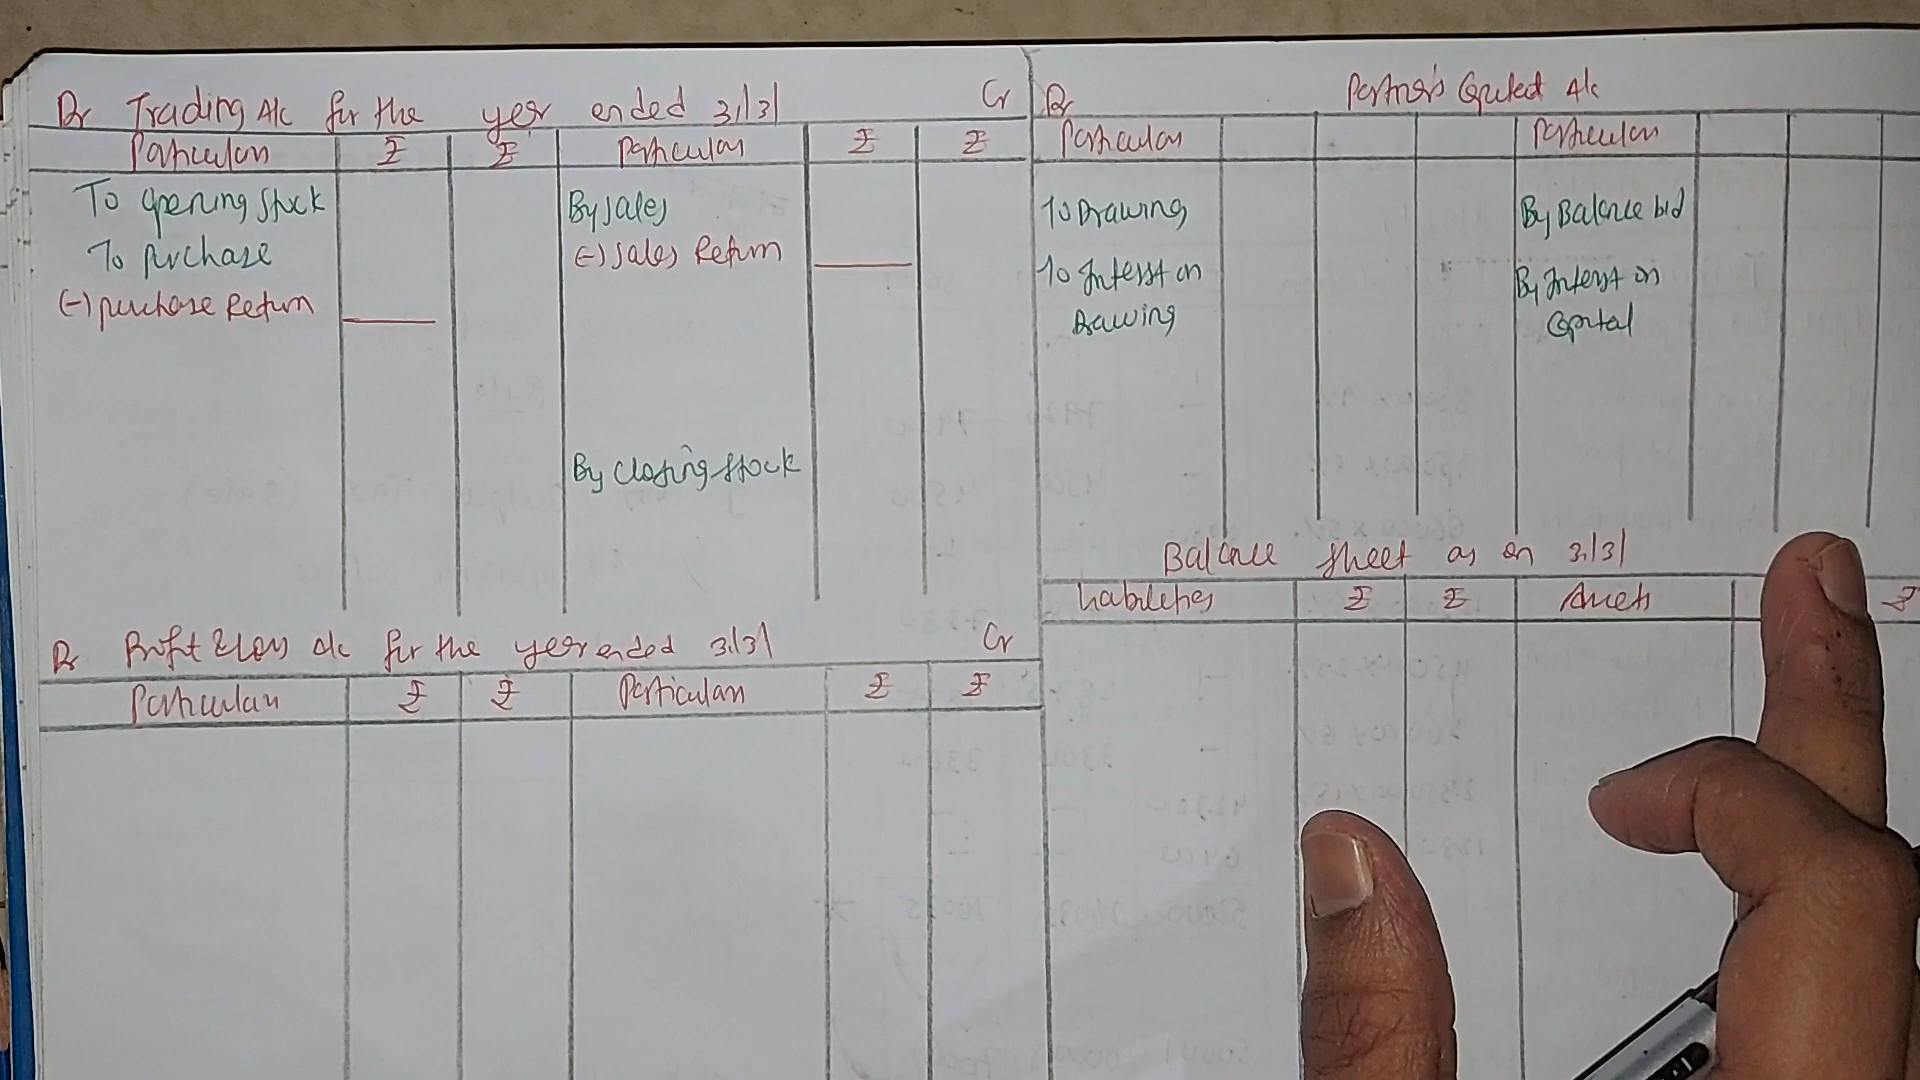 Dr Trading A/c for the year ended 31/31 Cr
Particulars ₹ ₹ Particulars ₹ ₹
To opening stock By sales
To purchase (-) sales Return
(-) purchase Return
By closing stock
Dr Profit & Loss a/c for the year ended 31/31 Cr
Particulars ₹ ₹ Particulars ₹ ₹
Dr Partner's Capital A/c
Particulars Particulars
To Drawing By Balance b/d
To Interest on By Interest on
Drawing Capital
Balance sheet as on 31/31
Liabilities ₹ ₹ Assets ₹